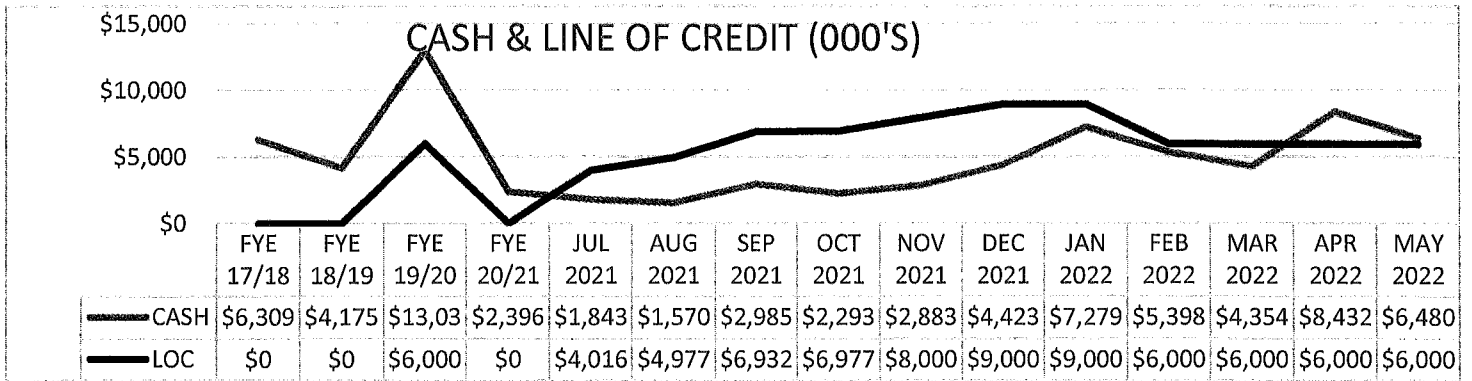 CASH & LINE OF CREDIT (000'S)
$15,000
$10,000
$5,000
$0
FYE 17/18 FYE 18/19 FYE 19/20 FYE 20/21 JUL 2021 AUG 2021 SEP 2021 OCT 2021 NOV 2021 DEC 2021 JAN 2022 FEB 2022 MAR 2022 APR 2022 MAY 2022
CASH $6,309 $4,175 $13,03 $2,396 $1,843 $1,570 $2,985 $2,293 $2,883 $4,423 $7,279 $5,398 $4,354 $8,432 $6,480
LOC $0 $0 $6,000 $0 $4,016 $4,977 $6,932 $6,977 $8,000 $9,000 $9,000 $6,000 $6,000 $6,000 $6,000